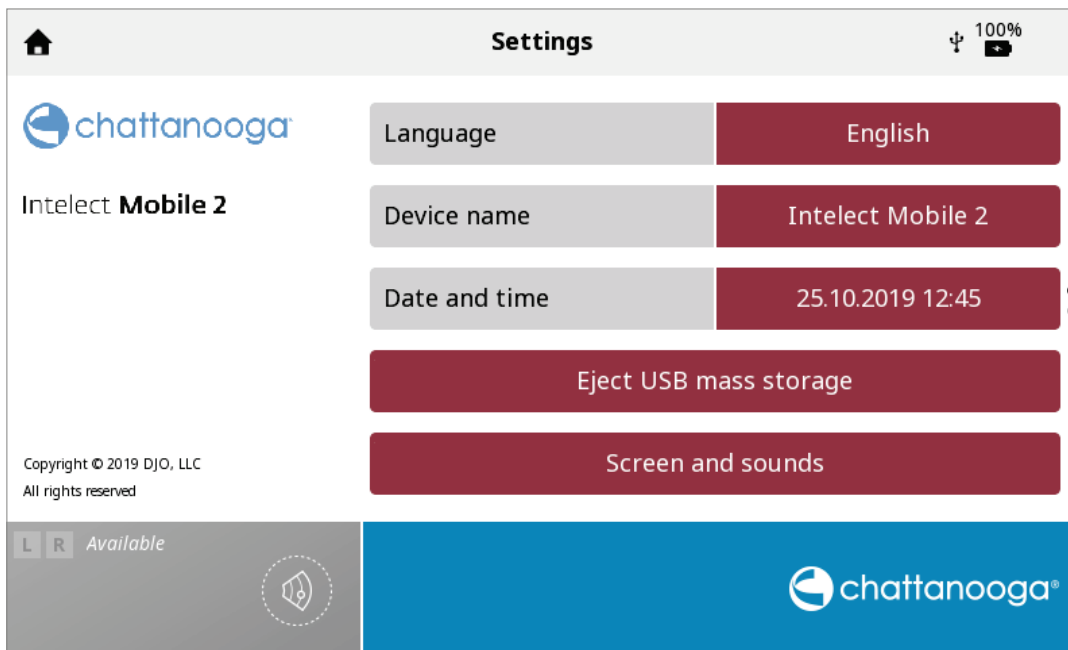 Settings
100%
chattanooga
Intelect Mobile 2
Language
English
Device name
Intelect Mobile 2
Date and time
25.10.2019 12:45
Eject USB mass storage
Screen and sounds
Copyright © 2019 DJO, LLC
All rights reserved
L R Available
chattanooga®